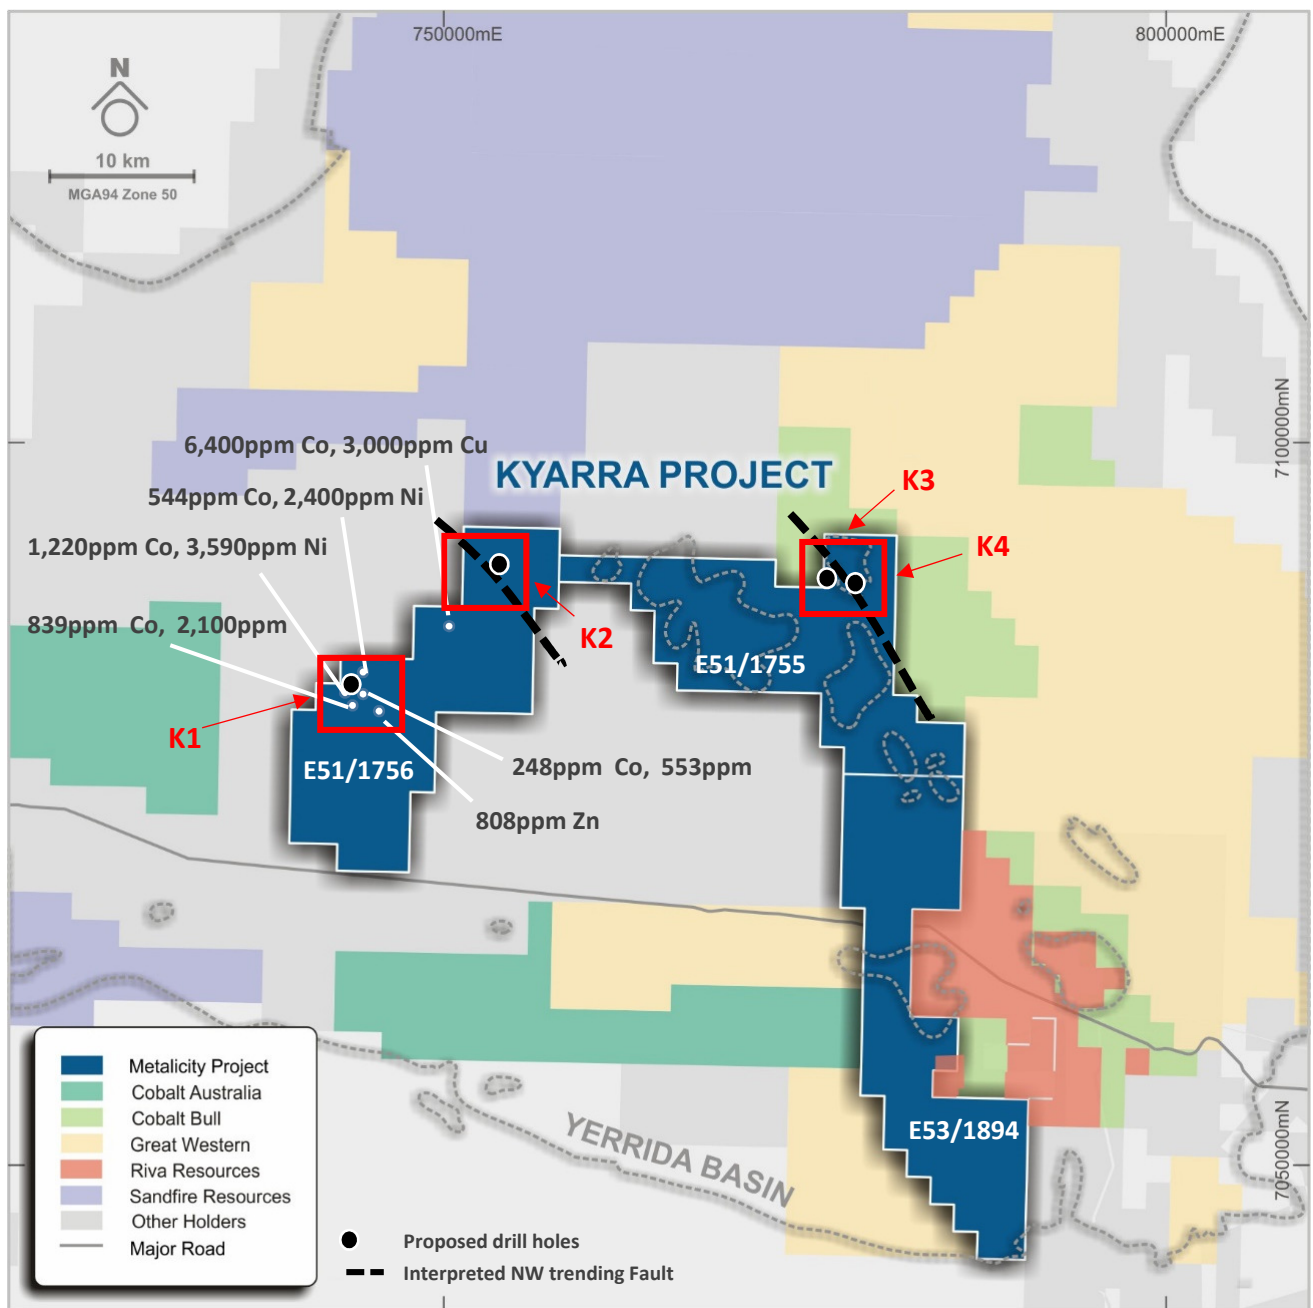 750000mE
800000mE
N
10 km
MGA94 Zone 50
7100000mN
6,400ppm Co, 3,000ppm Cu
KYARRA PROJECT
K3
544ppm Co, 2,400ppm Ni
1,220ppm Co, 3,590ppm Ni
K4
839ppm Co, 2,100ppm
K2
E51/1755
K1
E51/1756
248ppm Co, 553ppm
808ppm Zn
Metalicity Project
Cobalt Australia
Cobalt Bull
Great Western
Riva Resources
Sandfire Resources
Other Holders
Major Road
YERRIDA BASIN
E53/1894
7050000mN
Proposed drill holes
Interpreted NW trending Fault